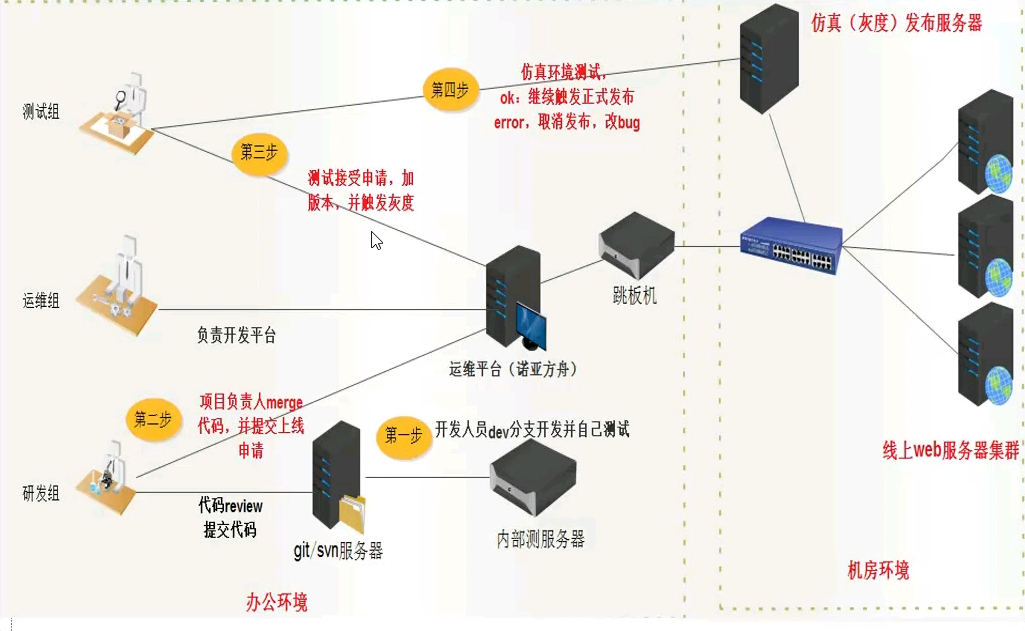 仿真（灰度）发布服务器
测试组
第四步
仿真环境测试，
ok：继续触发正式发布
error，取消发布，改bug
第三步
测试接受申请，加
版本，并触发灰度
跳板机
运维组
负责开发平台
运维平台（诺亚方舟）
第二步
项目负责人merge
代码，并提交上线
申请
第一步
开发人员dev分支开发并自己测试
线上web服务器集群
研发组
代码review
提交代码
git/svn服务器
内部测服务器
机房环境
办公环境